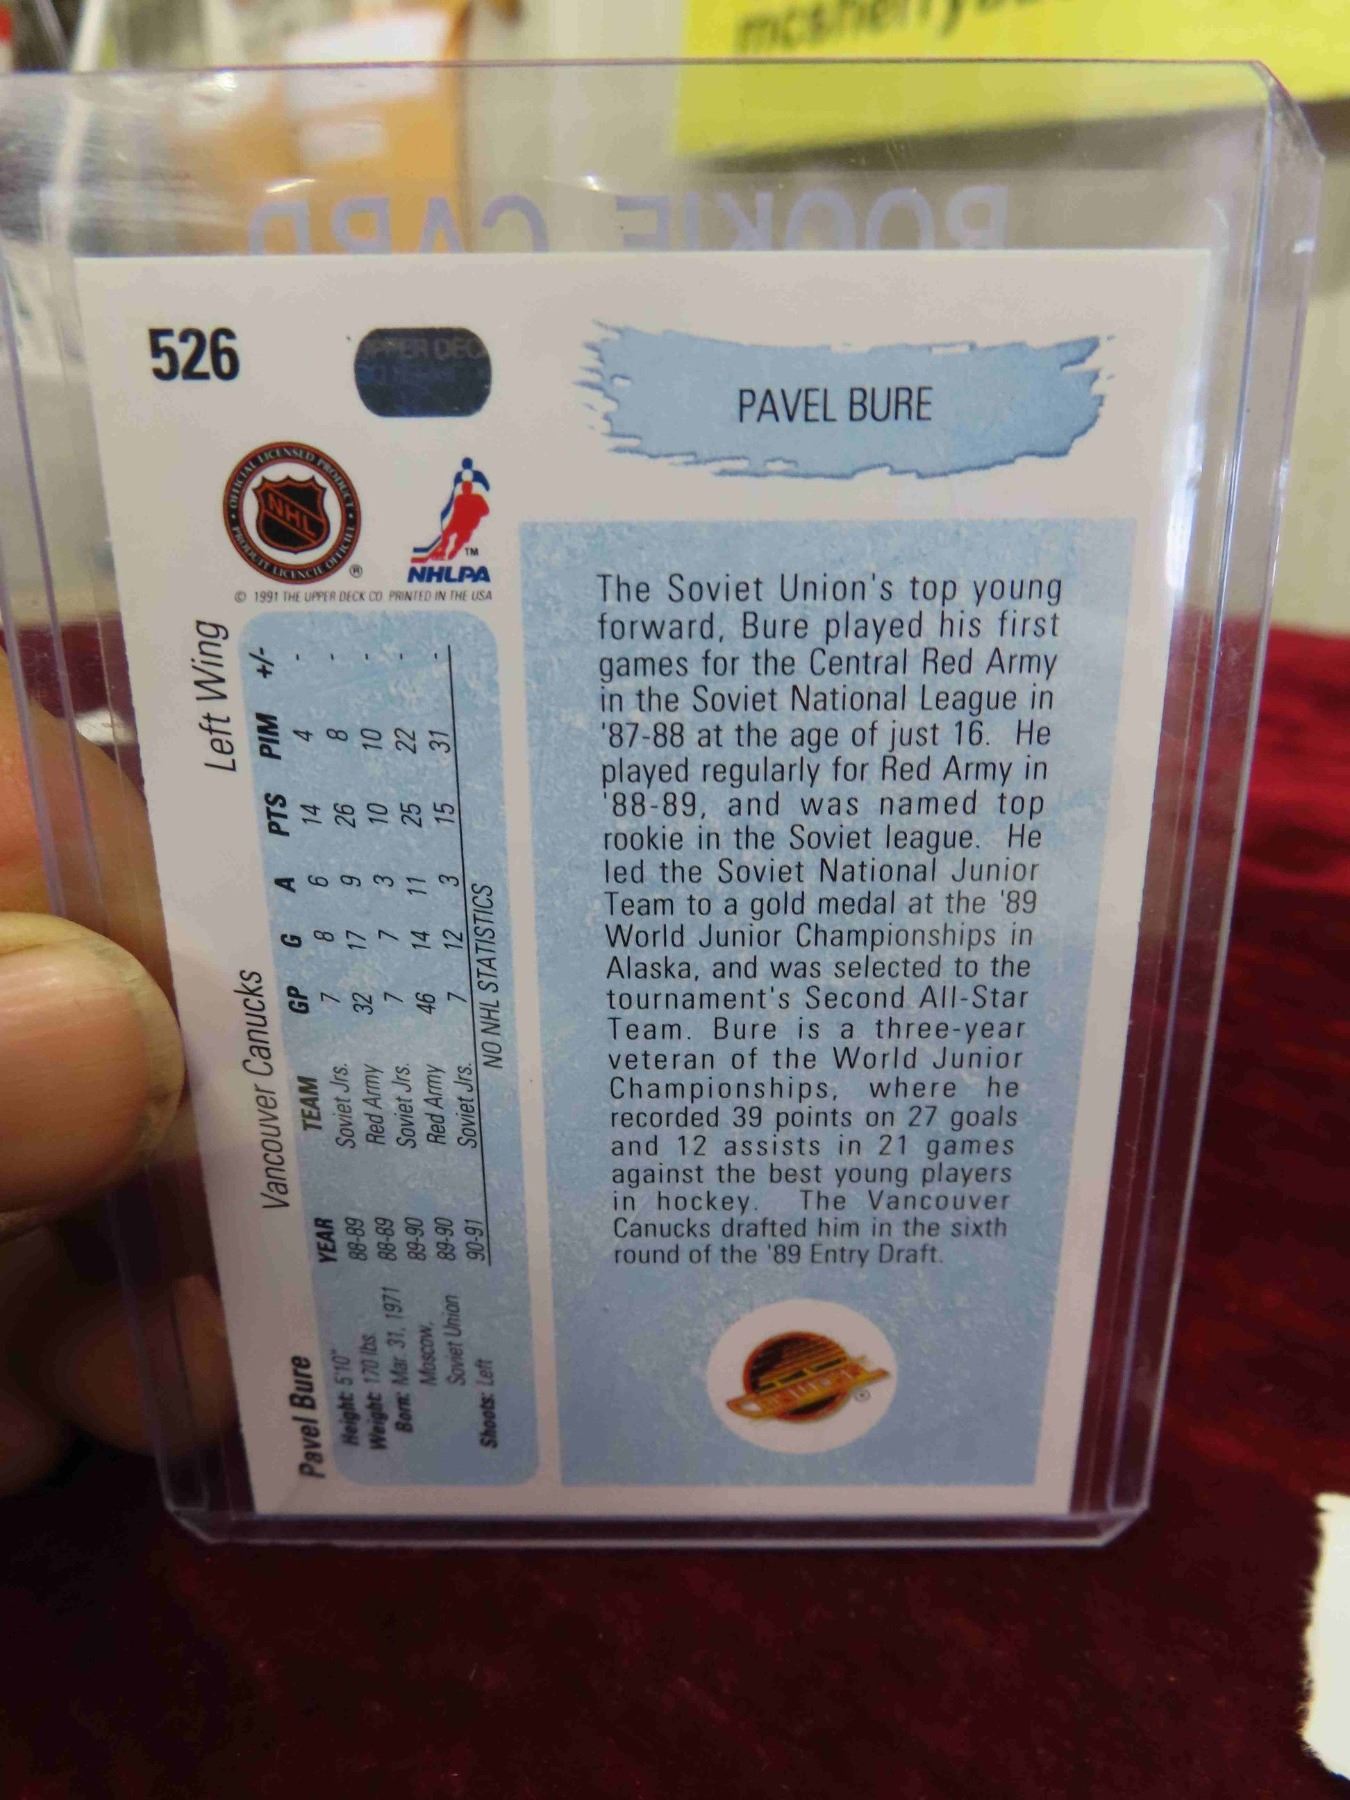 ROOKIE CARD
526
UPPER DEC
PAVEL BURE
OFFICIAL LICENSED PRODUCT
NHL
PRODUIT LICENCIE OFFICIEL
®
TM
NHLPA
© 1991 THE UPPER DECK CO. PRINTED IN THE USA
The Soviet Union's top young
forward, Bure played his first
games for the Central Red Army
in the Soviet National League in
'87-88 at the age of just 16. He
played regularly for Red Army in
'88-89, and was named top
rookie in the Soviet league. He
led the Soviet National Junior
Team to a gold medal at the '89
World Junior Championships in
Alaska, and was selected to the
tournament's Second All-Star
Team. Bure is a three-year
veteran of the World Junior
Championships, where he
recorded 39 points on 27 goals
and 12 assists in 21 games
against the best young players
in hockey. The Vancouver
Canucks drafted him in the sixth
round of the '89 Entry Draft.
®
Pavel Bure Vancouver Canucks Left Wing
Height: 5'10"
Weight: 170 lbs.
Born: Mar. 31, 1971
Moscow,
Soviet Union
Shoots: Left
YEAR TEAM GP G A PTS PIM +/-
88-89 Soviet Jrs. 7 8 6 14 4 -
88-89 Red Army 32 17 9 26 8 -
89-90 Soviet Jrs. 7 7 3 10 10 -
89-90 Red Army 46 14 11 25 22 -
90-91 Soviet Jrs. 7 12 3 15 31 -
NO NHL STATISTICS